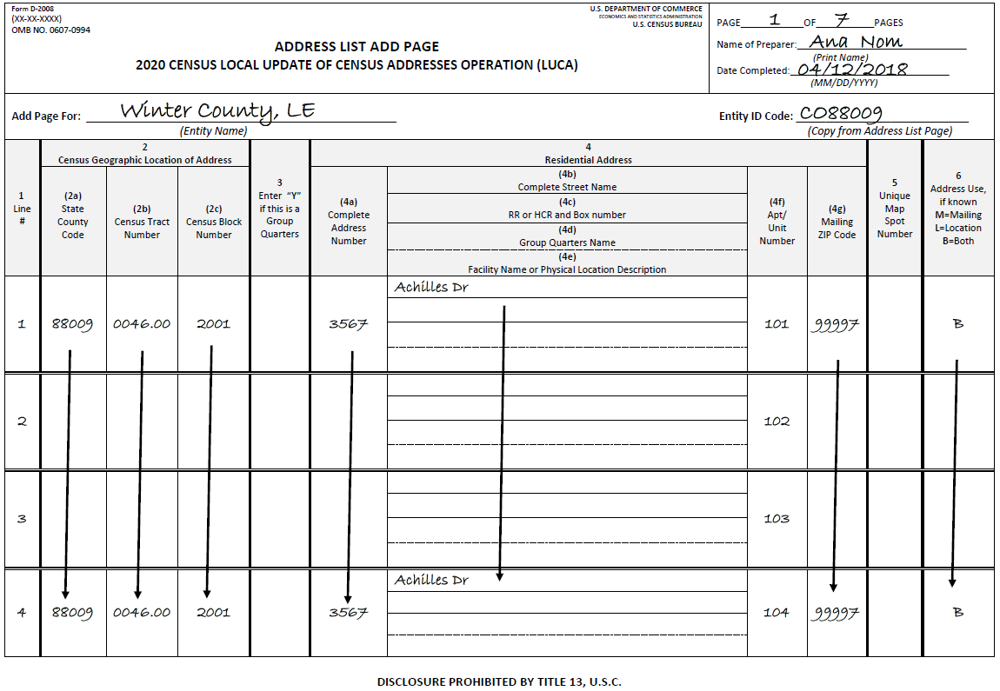 Form D-2008
(XX-XX-XXXX)
OMB NO. 0607-0994
ADDRESS LIST ADD PAGE
2020 CENSUS LOCAL UPDATE OF CENSUS ADDRESSES OPERATION (LUCA)
U.S. DEPARTMENT OF COMMERCE
ECONOMICS AND STATISTICS ADMINISTRATION
U.S. CENSUS BUREAU
PAGE 1 OF 7 PAGES
Name of Preparer: Ana Nom
(Print Name)
Date Completed: 04/12/2018
(MM/DD/YYYY)
Add Page For: Winter County, LE
(Entity Name)
Entity ID Code: CO88009
(Copy from Address List Page)
1
Line
#
2
Census Geographic Location of Address
(2a)
State
County
Code
(2b)
Census Tract
Number
(2c)
Census Block
Number
3
Enter "Y"
if this is a
Group
Quarters
4
Residential Address
(4a)
Complete
Address
Number
(4b)
Complete Street Name
(4c)
RR or HCR and Box number
(4d)
Group Quarters Name
(4e)
Facility Name or Physical Location Description
(4f)
Apt/
Unit
Number
(4g)
Mailing
ZIP Code
5
Unique
Map
Spot
Number
6
Address Use,
if known
M=Mailing
L=Location
B=Both
Achilles Dr
1 88009 0046.00 2001 3567 101 99997 B
2 102
3 103
Achilles Dr
4 88009 0046.00 2001 3567 104 99997 B
DISCLOSURE PROHIBITED BY TITLE 13, U.S.C.